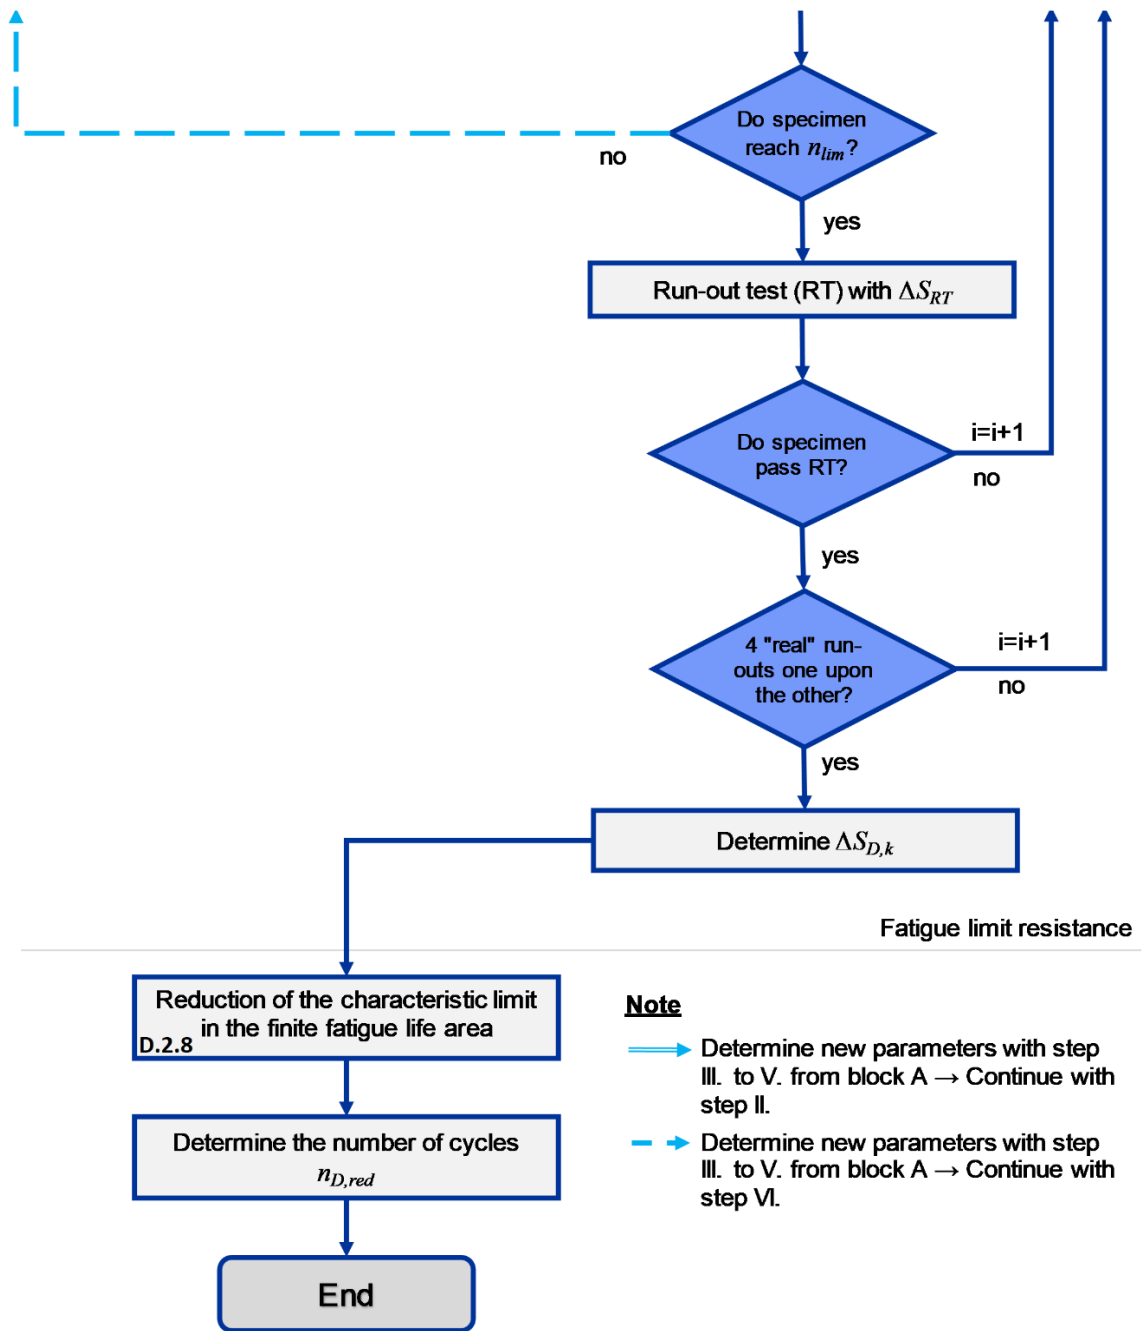 Do specimen
reach n_lim?
no
yes
Run-out test (RT) with ΔS_RT
Do specimen
pass RT?
i=i+1
no
yes
4 "real" run-
outs one upon
the other?
i=i+1
no
yes
Determine ΔS_D,k
Fatigue limit resistance
Reduction of the characteristic limit
in the finite fatigue life area
D.2.8
Determine the number of cycles
n_D,red
End
Note
Determine new parameters with step
III. to V. from block A → Continue with
step II.
Determine new parameters with step
III. to V. from block A → Continue with
step VI.